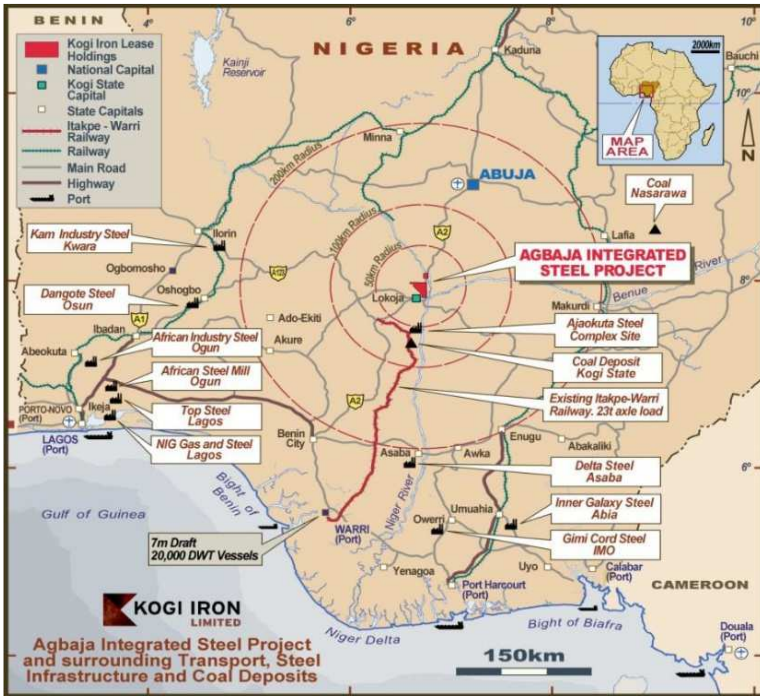 BENIN
4°
6°
8°
10°
Kogi Iron Lease
Holdings
National Capital
Kogi State
Capital
State Capitals
Itakpe - Warri
Railway
Railway
Main Road
Highway
Port
NIGERIA
Kainji
Reservoir
Kaduna
Bauchi
2000km
MAP
AREA
N
10°
10°
200km Radius
Minna
ABUJA
A2
Coal
Nasarawa
Kam Industry Steel
Kwara
Ilorin
100km Radius
Lafia
Ogbomosho
50km Radius
AGBAJA INTEGRATED
STEEL PROJECT
Benue River
8°
8°
Dangote Steel
Osun
Oshogbo
Lokoja
Makurdi
A1
Ado-Ekiti
Ajaokuta Steel
Complex Site
Ibadan
Abeokuta
African Industry Steel
Ogun
Akure
Coal Deposit
Kogi State
African Steel Mill
Ogun
A2
Existing Itakpe-Warri
Railway. 23t axle load
PORTO-NOVO
(Port)
Ikeja
Top Steel
Lagos
LAGOS
(Port)
NIG Gas and Steel
Lagos
Benin
City
Enugu
Asaba
Awka
Abakaliki
6°
6°
Delta Steel
Asaba
Bight of
Benin
Niger River
Gulf of Guinea
WARRI
(Port)
Umuahia
Owerri
Inner Galaxy Steel
Abia
7m Draft
20,000 DWT Vessels
Gimi Cord Steel
IMO
Yenagoa
Uyo
Calabar
(Port)
Port Harcourt
(Port)
CAMEROON
KOGI IRON
LIMITED
Niger Delta
Bight of Biafra
Douala
(Port)
Agbaja Integrated Steel Project
and surrounding Transport, Steel
Infrastructure and Coal Deposits
150km
4°
6°
8°
10°